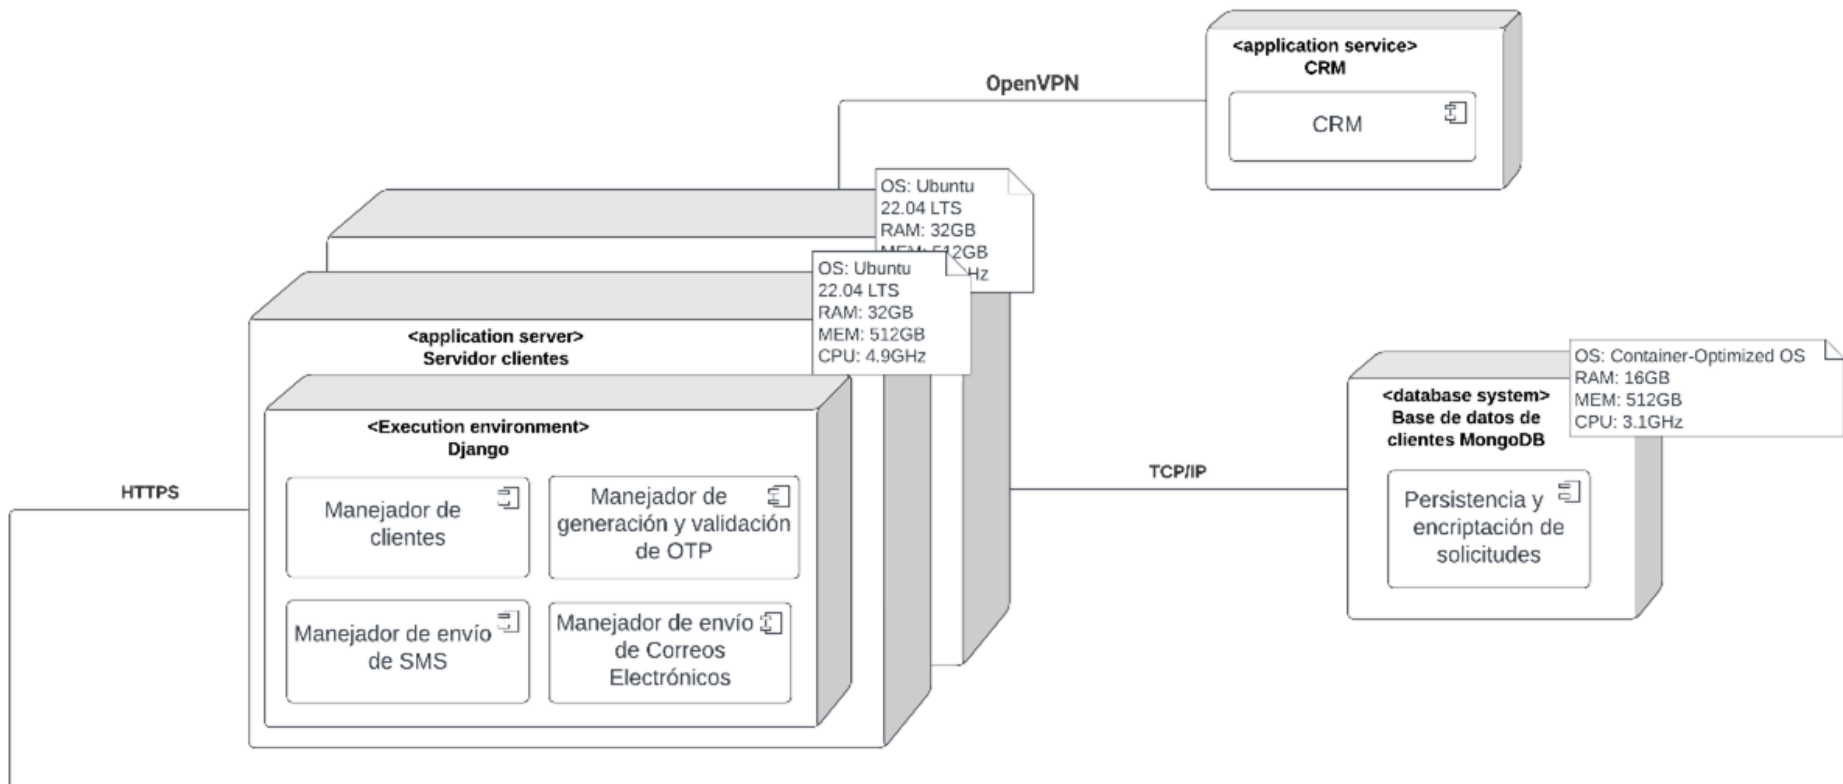 <application service>
CRM
OpenVPN
CRM
OS: Ubuntu
22.04 LTS
RAM: 32GB
MEM: 512GB
Hz
OS: Ubuntu
22.04 LTS
RAM: 32GB
MEM: 512GB
CPU: 4.9GHz
<application server>
Servidor clientes
<Execution environment>
Django
Manejador de
clientes
Manejador de
generación y validación
de OTP
Manejador de envío
de SMS
Manejador de envío
de Correos
Electrónicos
HTTPS
TCP/IP
OS: Container-Optimized OS
RAM: 16GB
MEM: 512GB
CPU: 3.1GHz
<database system>
Base de datos de
clientes MongoDB
Persistencia y
encriptación de
solicitudes